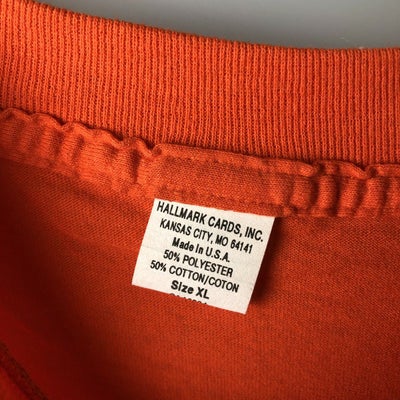 HALLMARK CARDS, INC.
KANSAS CITY, MO 64141
Made in U.S.A.
50% POLYESTER
50% COTTON/COTON
Size XL